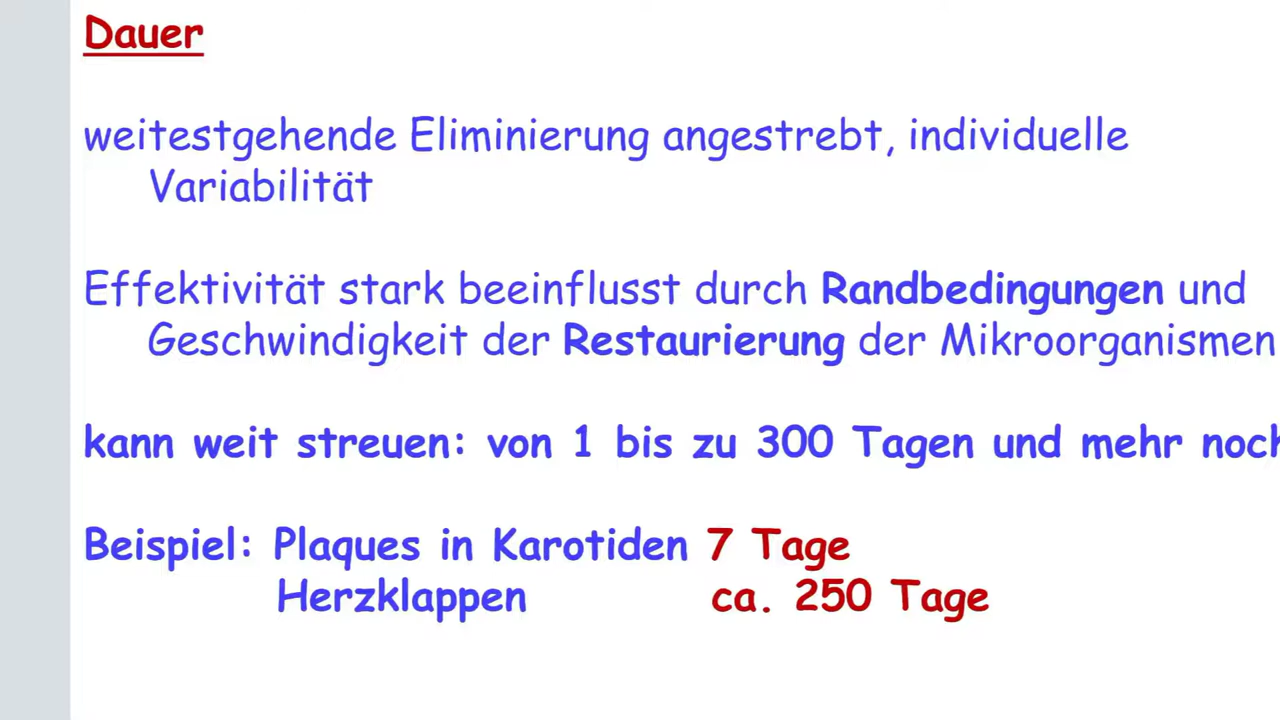 Dauer
weitestgehende Eliminierung angestrebt, individuelle
Variabilität
Effektivität stark beeinflusst durch Randbedingungen und
Geschwindigkeit der Restaurierung der Mikroorganismen
kann weit streuen: von 1 bis zu 300 Tagen und mehr noch
Beispiel: Plaques in Karotiden 7 Tage
Herzklappen ca. 250 Tage